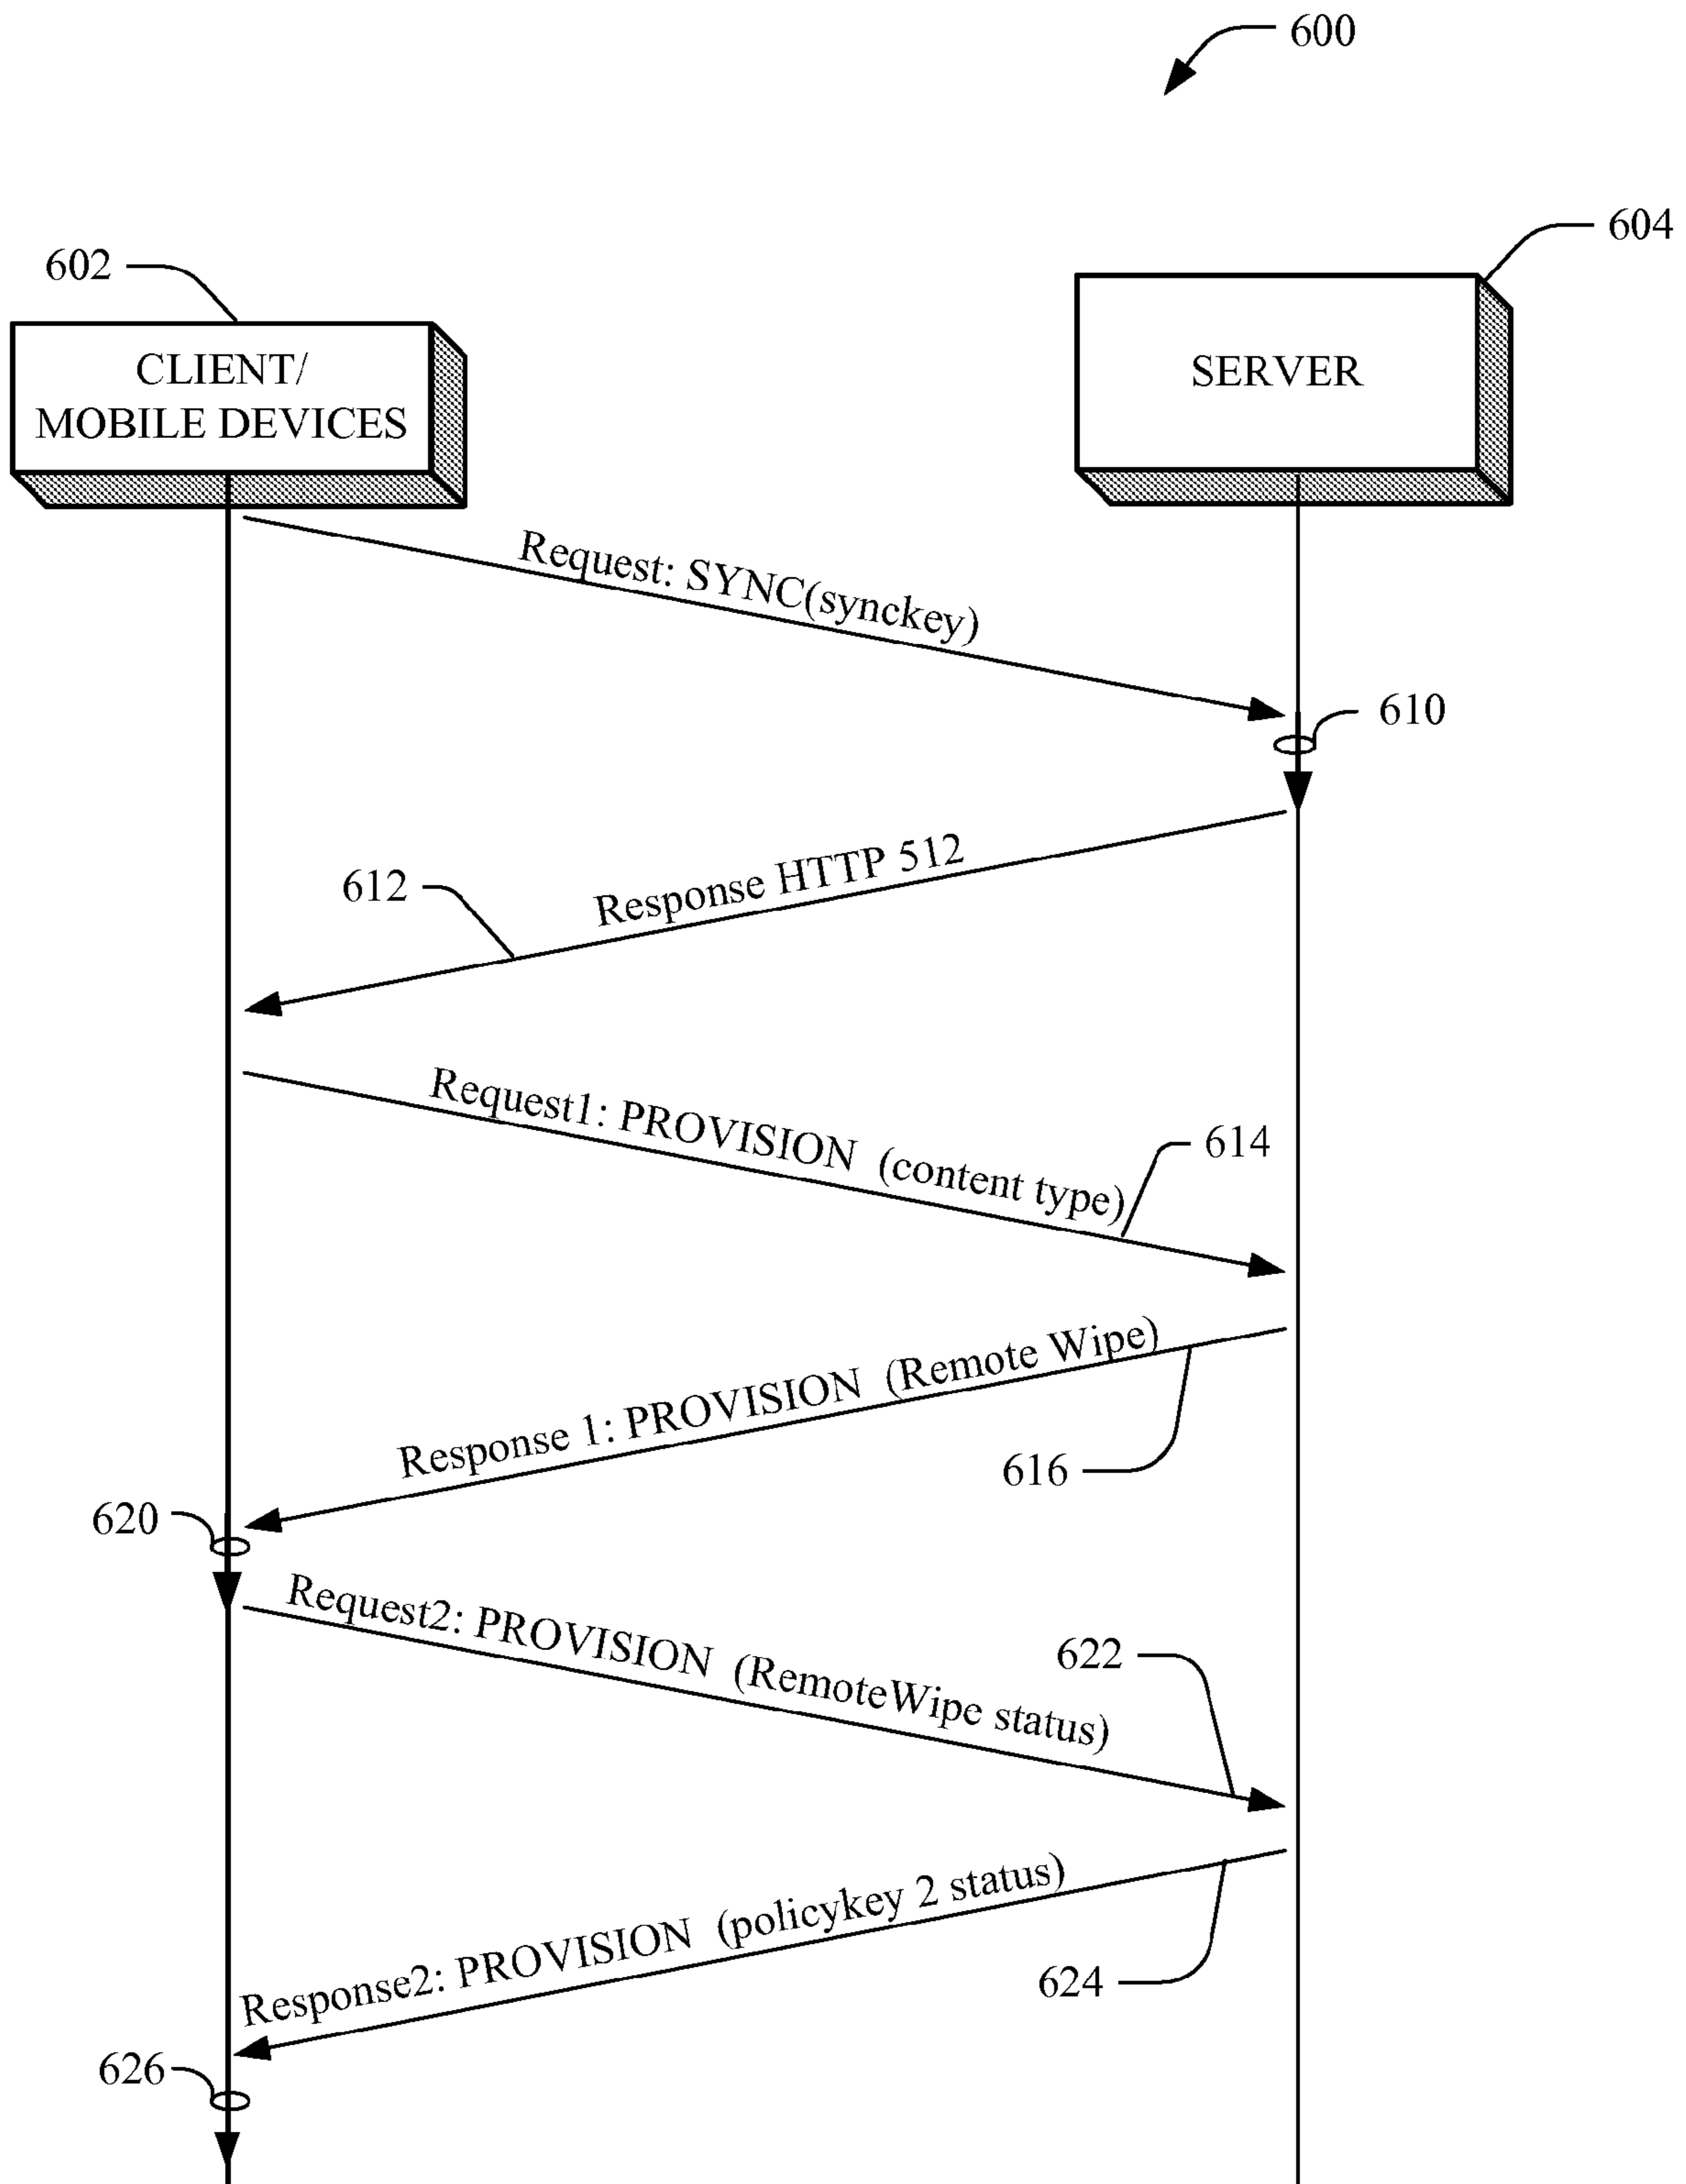 600
604
602
CLIENT/
MOBILE DEVICES
SERVER
Request: SYNC(synckey)
610
Response HTTP 512
612
Request1: PROVISION (content type)
614
Response 1: PROVISION (Remote Wipe)
616
620
Request2: PROVISION (RemoteWipe status)
622
Response2: PROVISION (policykey 2 status)
624
626